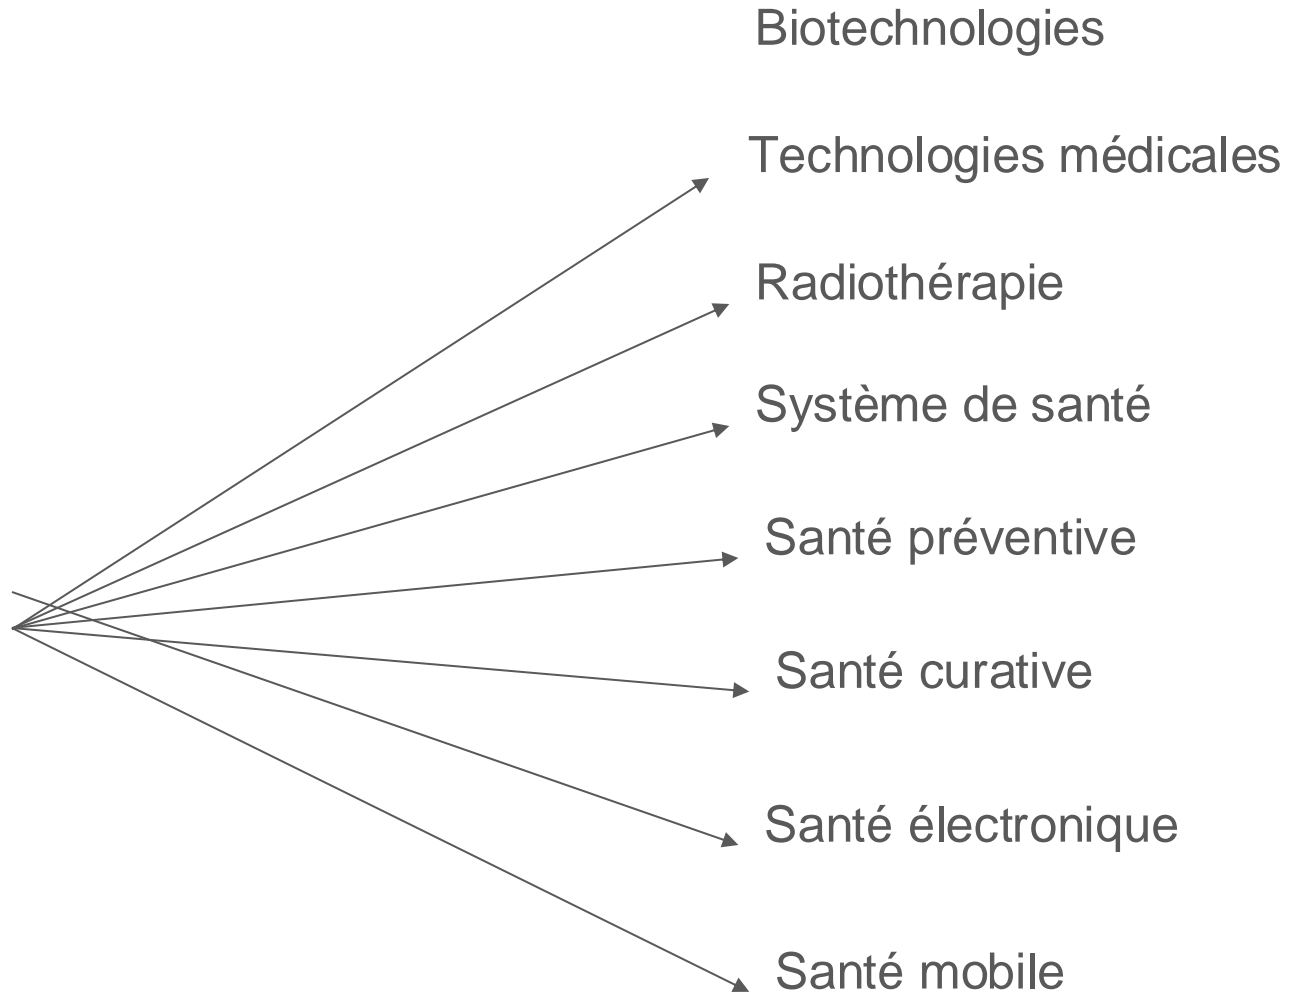 Biotechnologies
Technologies médicales
Radiothérapie
Système de santé
Santé préventive
Santé curative
Santé électronique
Santé mobile